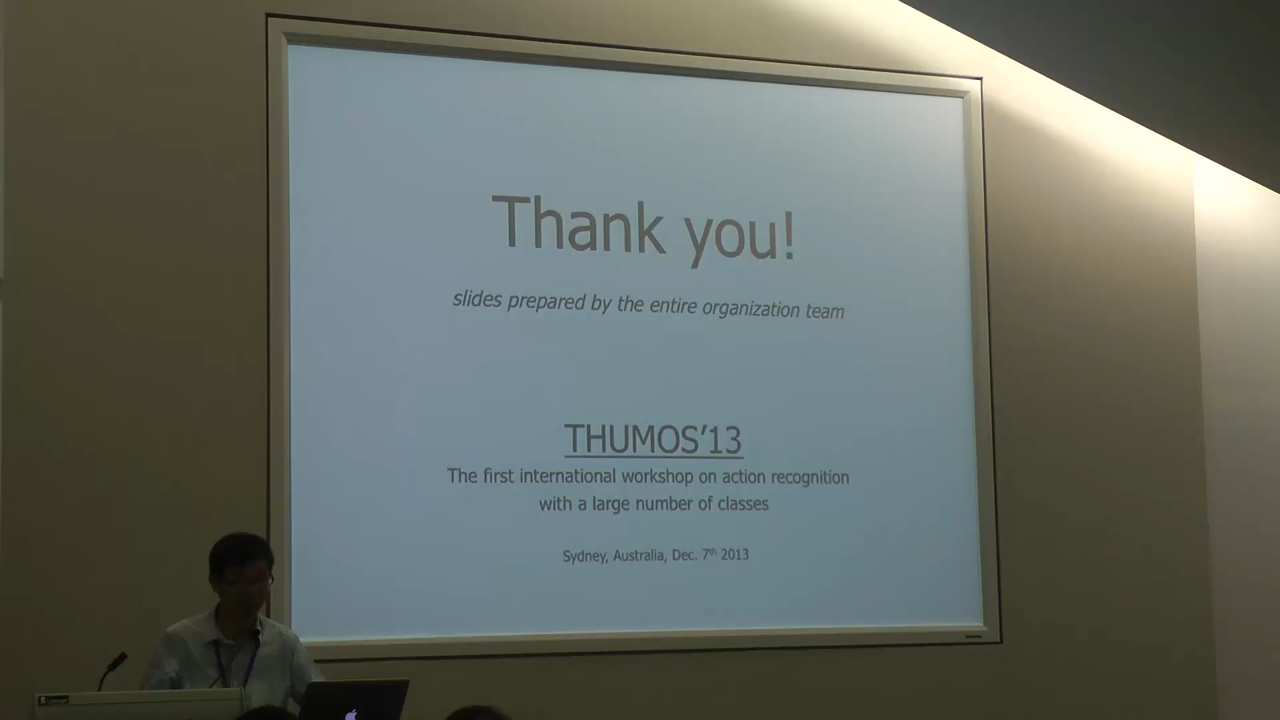 Thank you!
slides prepared by the entire organization team
THUMOS'13
The first international workshop on action recognition
with a large number of classes
Sydney, Australia, Dec. 7th 2013